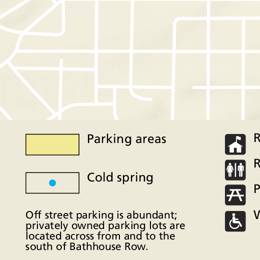 Parking areas
Cold spring
Off street parking is abundant;
privately owned parking lots are
located across from and to the
south of Bathhouse Row.
R
R
P
V